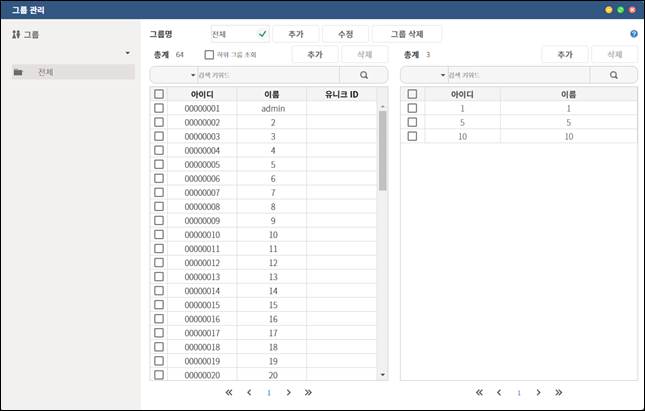 그룹 관리
그룹
전체
그룹명 전체 추가 수정 그룹 삭제
총계 64 하위 그룹 조회 추가 삭제
검색 키워드
아이디 이름 유니크 ID
00000001 admin
00000002 2
00000003 3
00000004 4
00000005 5
00000006 6
00000007 7
00000008 8
00000009 9
00000010 10
00000011 11
00000012 12
00000013 13
00000014 14
00000015 15
00000016 16
00000017 17
00000018 18
00000019 19
00000020 20
1
총계 3 추가 삭제
검색 키워드
아이디 이름
1 1
5 5
10 10
1